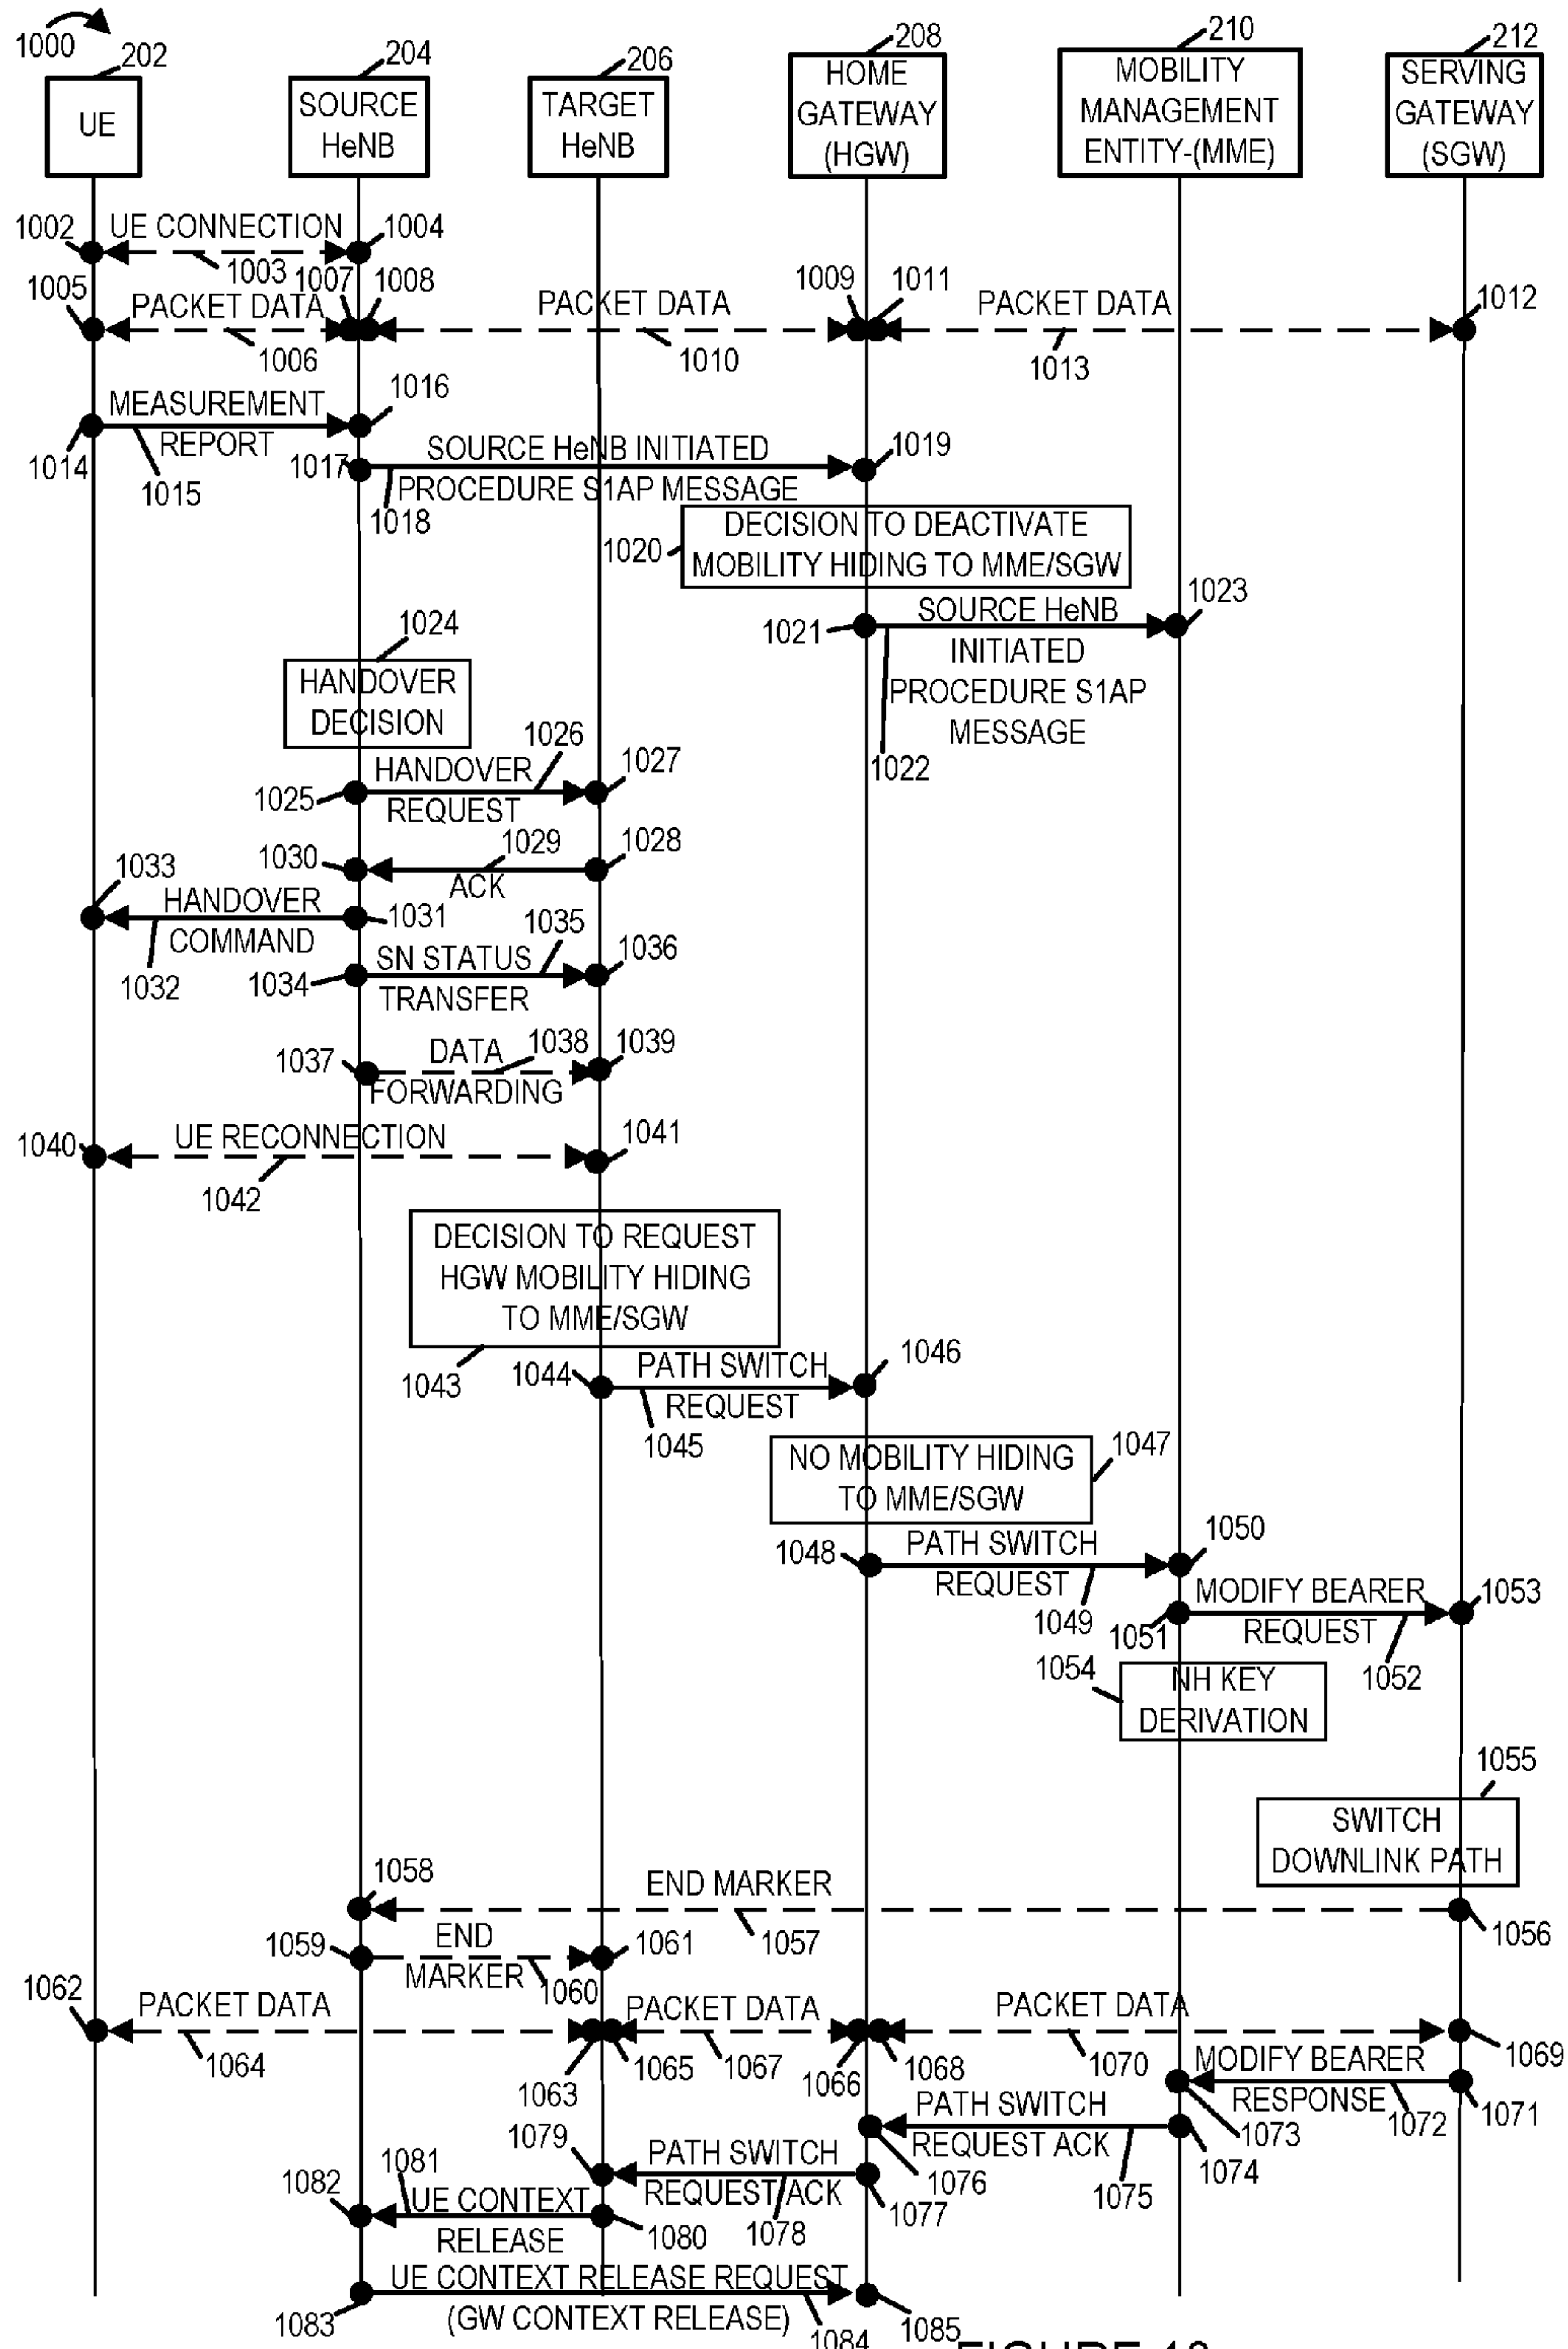 1000
202
204
206
208
210
212
UE
SOURCE
HeNB
TARGET
HeNB
HOME
GATEWAY
(HGW)
MOBILITY
MANAGEMENT
ENTITY-(MME)
SERVING
GATEWAY
(SGW)
1002
UE CONNECTION
1004
1003
1005
PACKET DATA
1007
1008
PACKET DATA
1009
1011
PACKET DATA
1012
1006
1010
1013
MEASUREMENT
REPORT
1016
1014
1015
1017
SOURCE HeNB INITIATED
PROCEDURE S1AP MESSAGE
1019
1018
1020
DECISION TO DEACTIVATE
MOBILITY HIDING TO MME/SGW
1021
SOURCE HeNB
INITIATED
PROCEDURE S1AP
MESSAGE
1023
1022
1024
HANDOVER
DECISION
1026
1025
HANDOVER
REQUEST
1027
1030
1029
ACK
1028
1033
HANDOVER
COMMAND
1031
1032
1035
1034
SN STATUS
TRANSFER
1036
1037
DATA
FORWARDING
1038
1039
1040
UE RECONNECTION
1041
1042
DECISION TO REQUEST
HGW MOBILITY HIDING
TO MME/SGW
1043
1044
PATH SWITCH
REQUEST
1046
1045
NO MOBILITY HIDING
TO MME/SGW
1047
1048
PATH SWITCH
REQUEST
1050
1049
1051
MODIFY BEARER
REQUEST
1053
1052
1054
NH KEY
DERIVATION
1055
SWITCH
DOWNLINK PATH
1058
END MARKER
1057
1056
1059
END
MARKER
1060
1061
1062
PACKET DATA
PACKET DATA
PACKET DATA
1064
1063
1065
1067
1066
1068
1070
1069
MODIFY BEARER
RESPONSE
1073
1072
1071
PATH SWITCH
REQUEST ACK
1076
1075
1074
1079
PATH SWITCH
REQUEST ACK
1078
1077
1082
1081
UE CONTEXT
RELEASE
1080
UE CONTEXT RELEASE REQUEST
(GW CONTEXT RELEASE)
1083
1084
1085
FIGURE 10